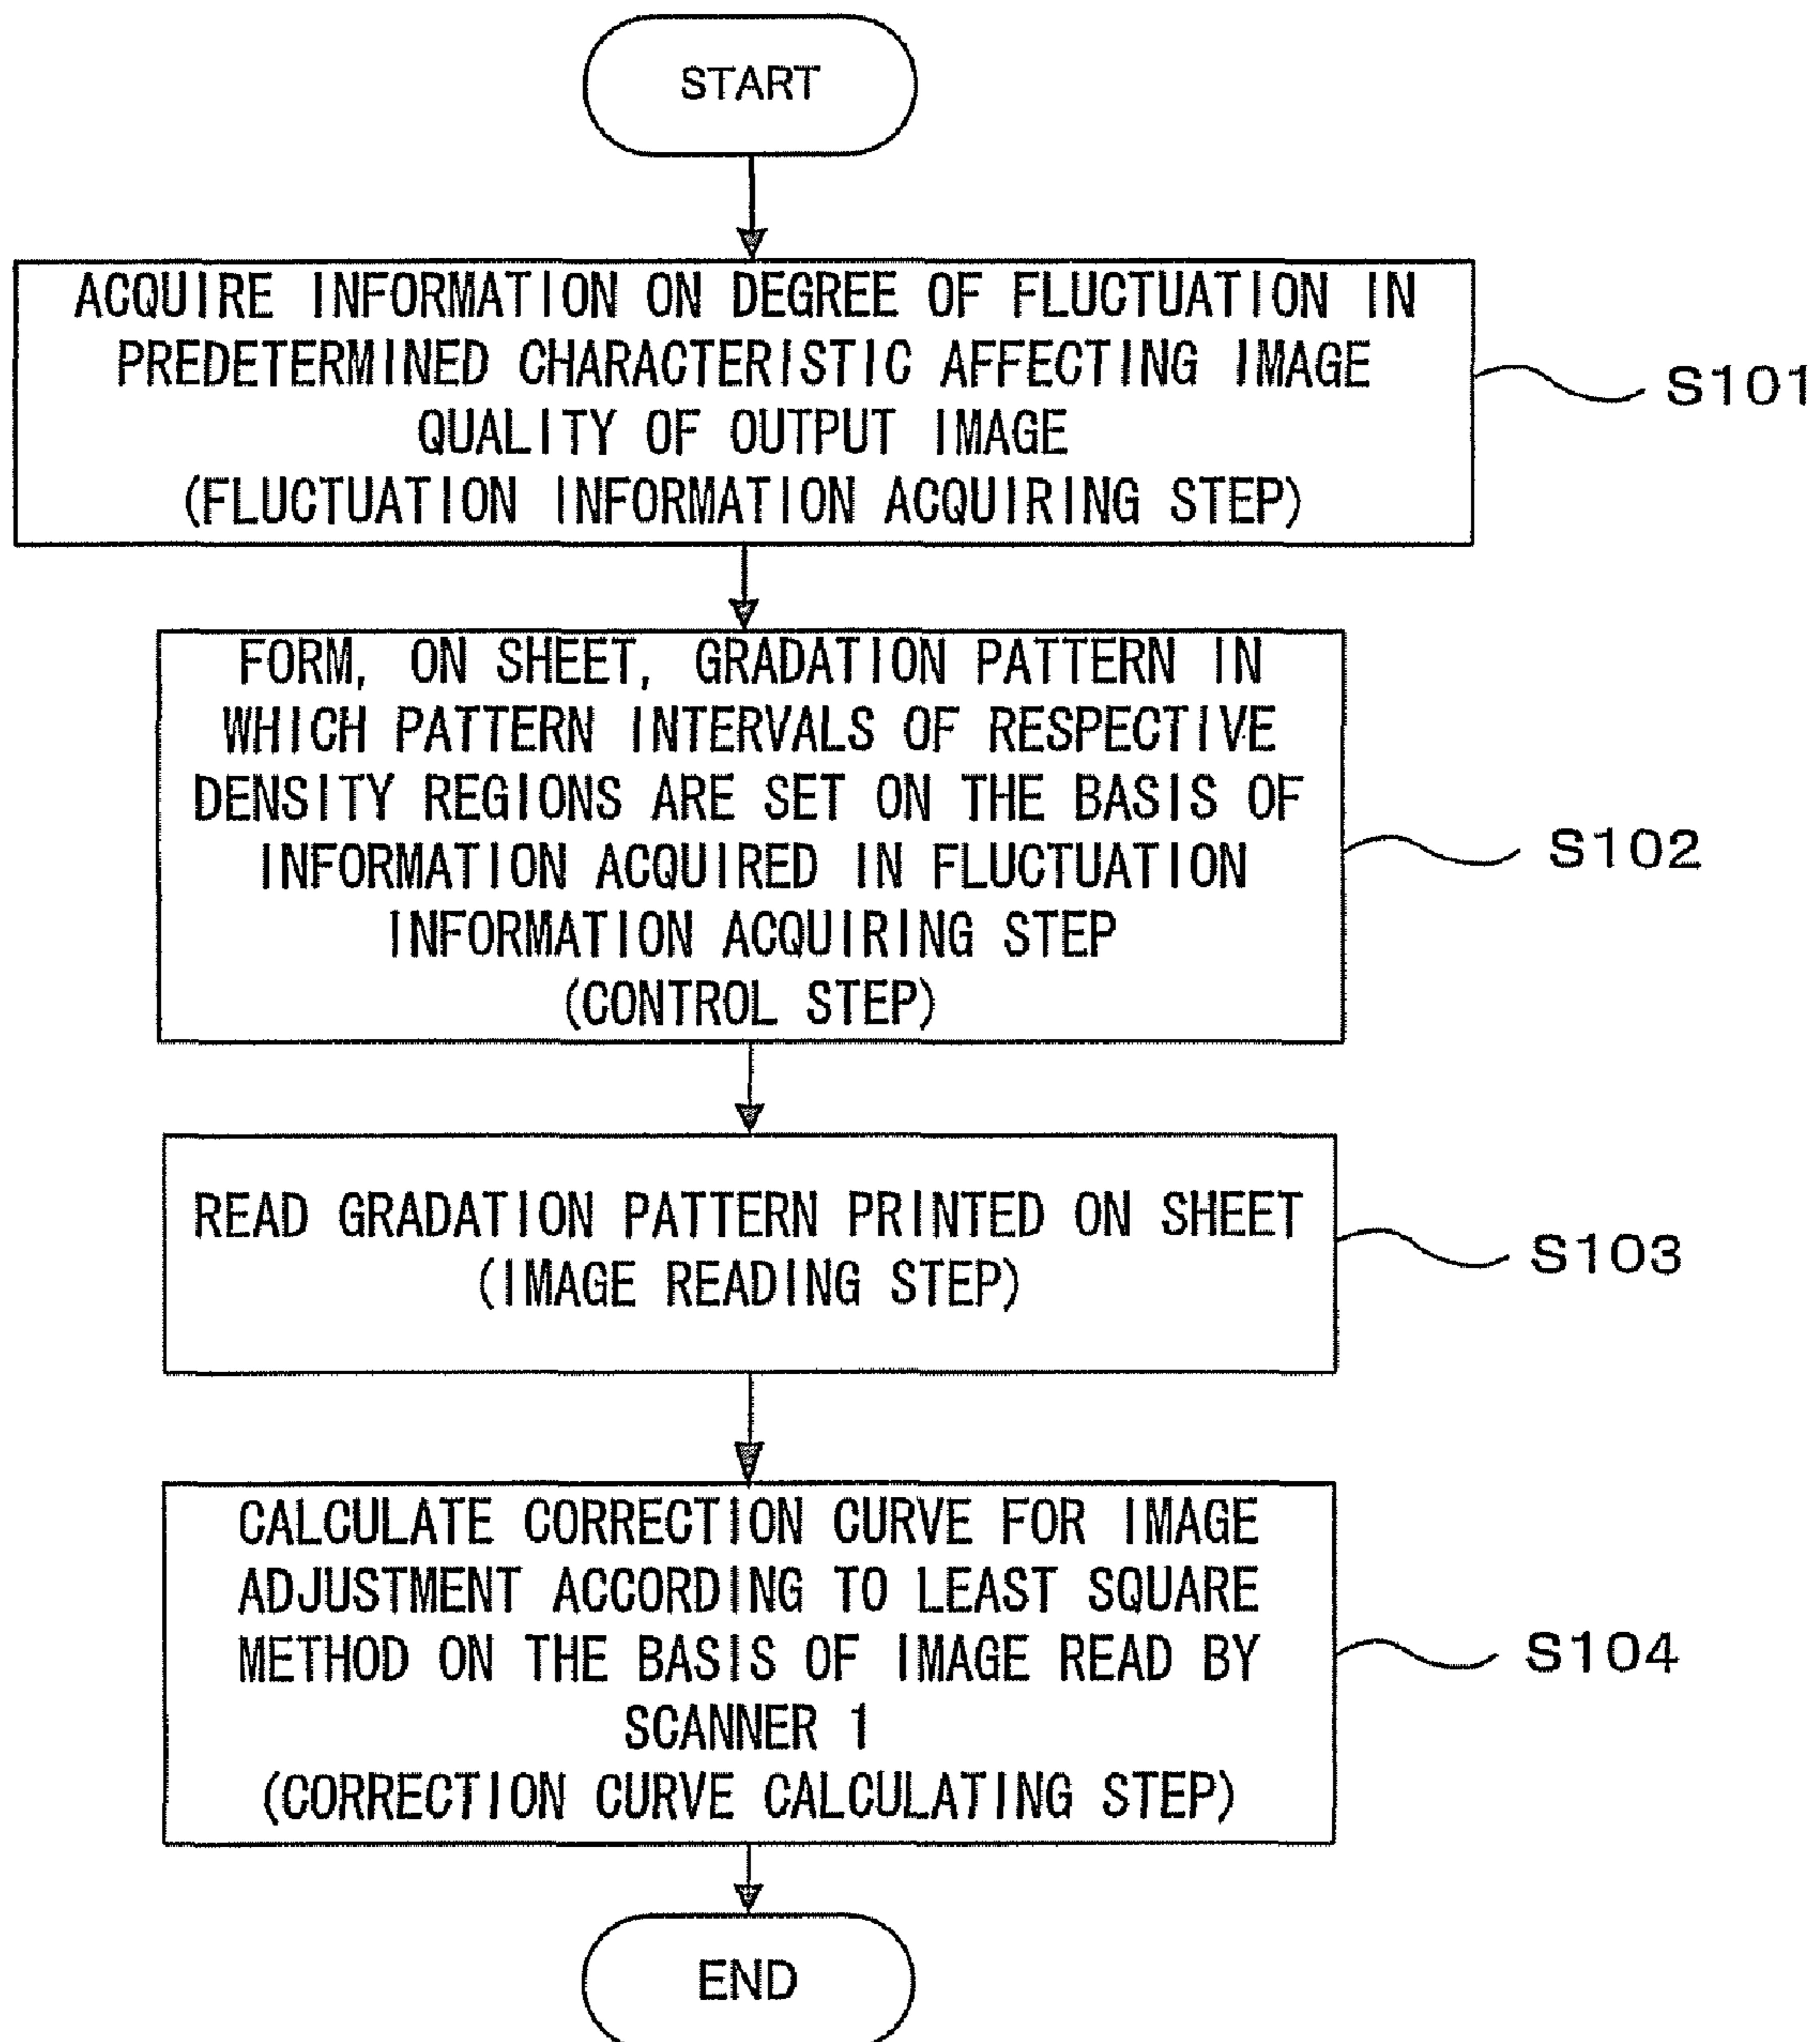 START
ACQUIRE INFORMATION ON DEGREE OF FLUCTUATION IN
PREDETERMINED CHARACTERISTIC AFFECTING IMAGE
QUALITY OF OUTPUT IMAGE
(FLUCTUATION INFORMATION ACQUIRING STEP)
S101
FORM, ON SHEET, GRADATION PATTERN IN
WHICH PATTERN INTERVALS OF RESPECTIVE
DENSITY REGIONS ARE SET ON THE BASIS OF
INFORMATION ACQUIRED IN FLUCTUATION
INFORMATION ACQUIRING STEP
(CONTROL STEP)
S102
READ GRADATION PATTERN PRINTED ON SHEET
(IMAGE READING STEP)
S103
CALCULATE CORRECTION CURVE FOR IMAGE
ADJUSTMENT ACCORDING TO LEAST SQUARE
METHOD ON THE BASIS OF IMAGE READ BY
SCANNER 1
(CORRECTION CURVE CALCULATING STEP)
S104
END